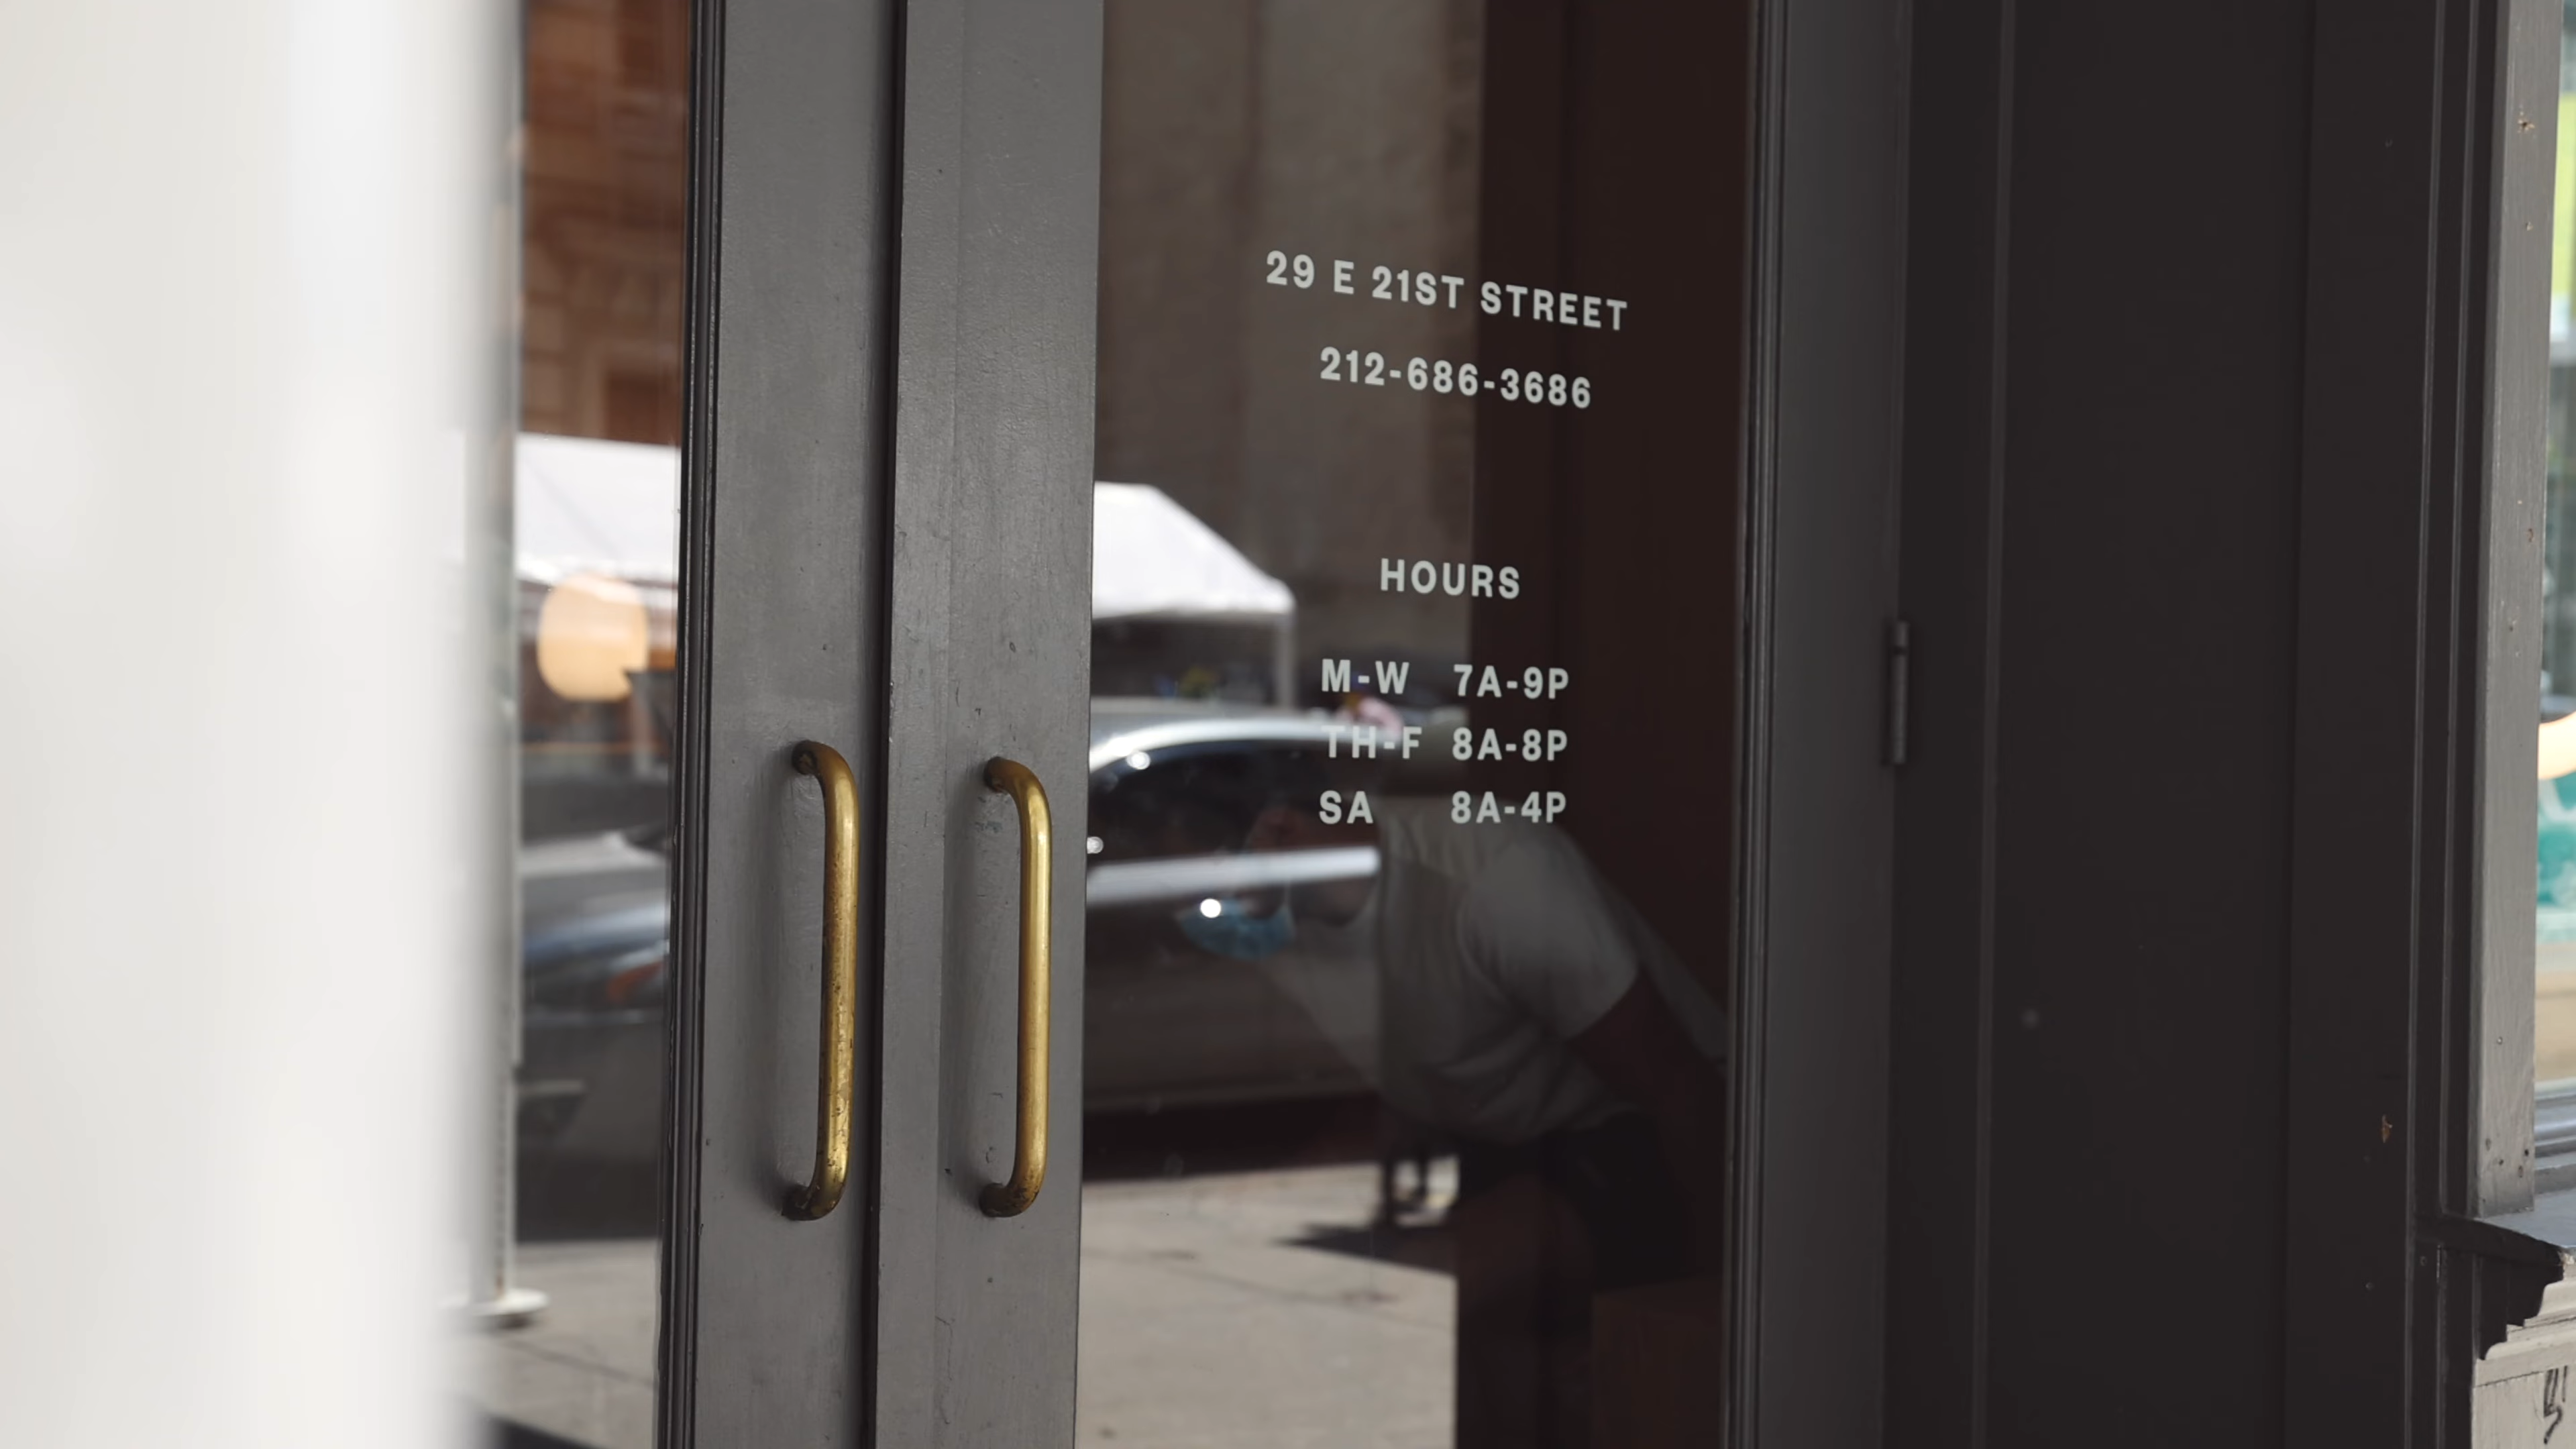 29 E 21ST STREET
212-686-3686
HOURS
M-W 7A-9P
TH-F 8A-8P
SA 8A-4P